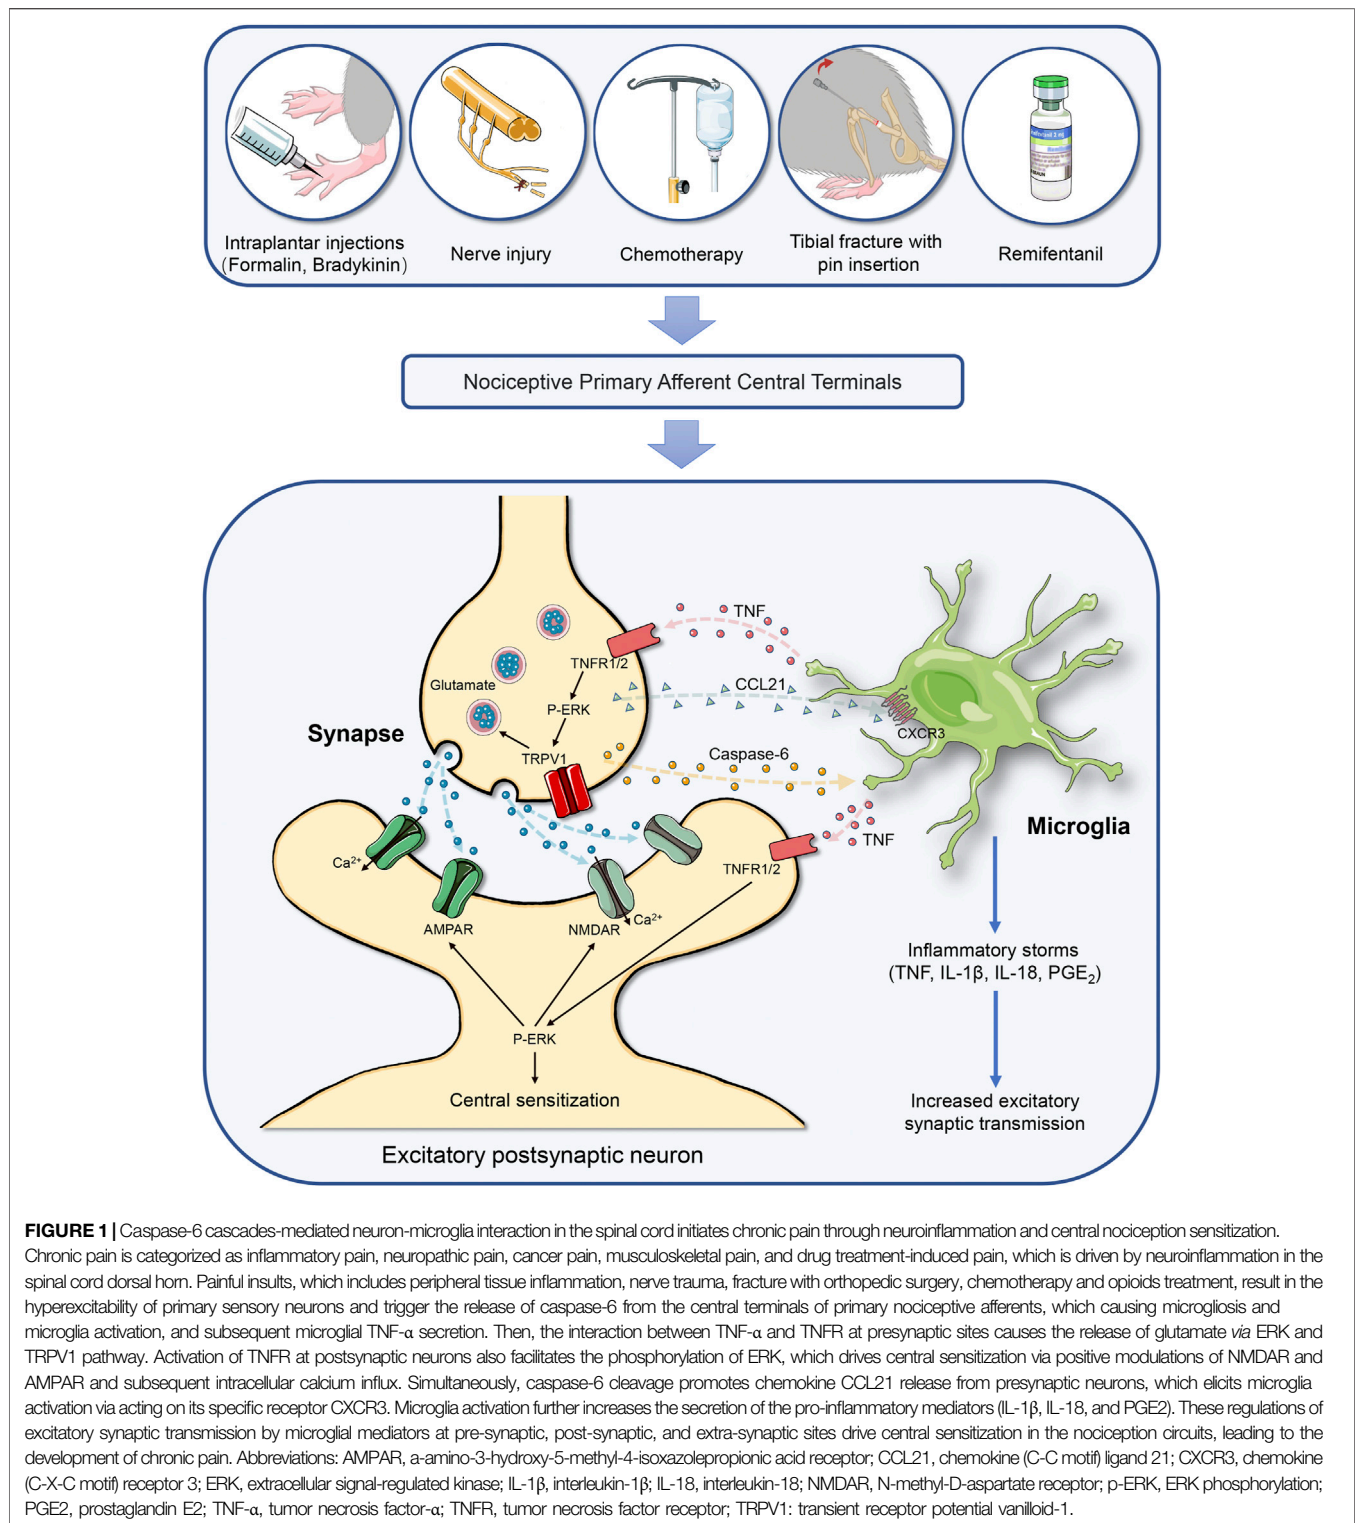 Intraplantar injections
(Formalin, Bradykinin)
Nerve injury
Chemotherapy
Tibial fracture with
pin insertion
Remifentanil
Nociceptive Primary Afferent Central Terminals
TNF
TNFR1/2
Glutamate
CCL21
P-ERK
CXCR3
Synapse
TRPV1
Caspase-6
Microglia
TNF
Ca²⁺
TNFR1/2
Ca²⁺
AMPAR
NMDAR
Inflammatory storms
(TNF, IL-1β, IL-18, PGE₂)
P-ERK
Central sensitization
Increased excitatory
synaptic transmission
Excitatory postsynaptic neuron
FIGURE 1 | Caspase-6 cascades-mediated neuron-microglia interaction in the spinal cord initiates chronic pain through neuroinflammation and central nociception sensitization.
Chronic pain is categorized as inflammatory pain, neuropathic pain, cancer pain, musculoskeletal pain, and drug treatment-induced pain, which is driven by neuroinflammation in the
spinal cord dorsal horn. Painful insults, which includes peripheral tissue inflammation, nerve trauma, fracture with orthopedic surgery, chemotherapy and opioids treatment, result in the
hyperexcitability of primary sensory neurons and trigger the release of caspase-6 from the central terminals of primary nociceptive afferents, which causing microgliosis and
microglia activation, and subsequent microglial TNF-α secretion. Then, the interaction between TNF-α and TNFR at presynaptic sites causes the release of glutamate via ERK and
TRPV1 pathway. Activation of TNFR at postsynaptic neurons also facilitates the phosphorylation of ERK, which drives central sensitization via positive modulations of NMDAR and
AMPAR and subsequent intracellular calcium influx. Simultaneously, caspase-6 cleavage promotes chemokine CCL21 release from presynaptic neurons, which elicits microglia
activation via acting on its specific receptor CXCR3. Microglia activation further increases the secretion of the pro-inflammatory mediators (IL-1β, IL-18, and PGE2). These regulations of
excitatory synaptic transmission by microglial mediators at pre-synaptic, post-synaptic, and extra-synaptic sites drive central sensitization in the nociception circuits, leading to the
development of chronic pain. Abbreviations: AMPAR, a-amino-3-hydroxy-5-methyl-4-isoxazolepropionic acid receptor; CCL21, chemokine (C-C motif) ligand 21; CXCR3, chemokine
(C-X-C motif) receptor 3; ERK, extracellular signal-regulated kinase; IL-1β, interleukin-1β; IL-18, interleukin-18; NMDAR, N-methyl-D-aspartate receptor; p-ERK, ERK phosphorylation;
PGE2, prostaglandin E2; TNF-α, tumor necrosis factor-α; TNFR, tumor necrosis factor receptor; TRPV1: transient receptor potential vanilloid-1.